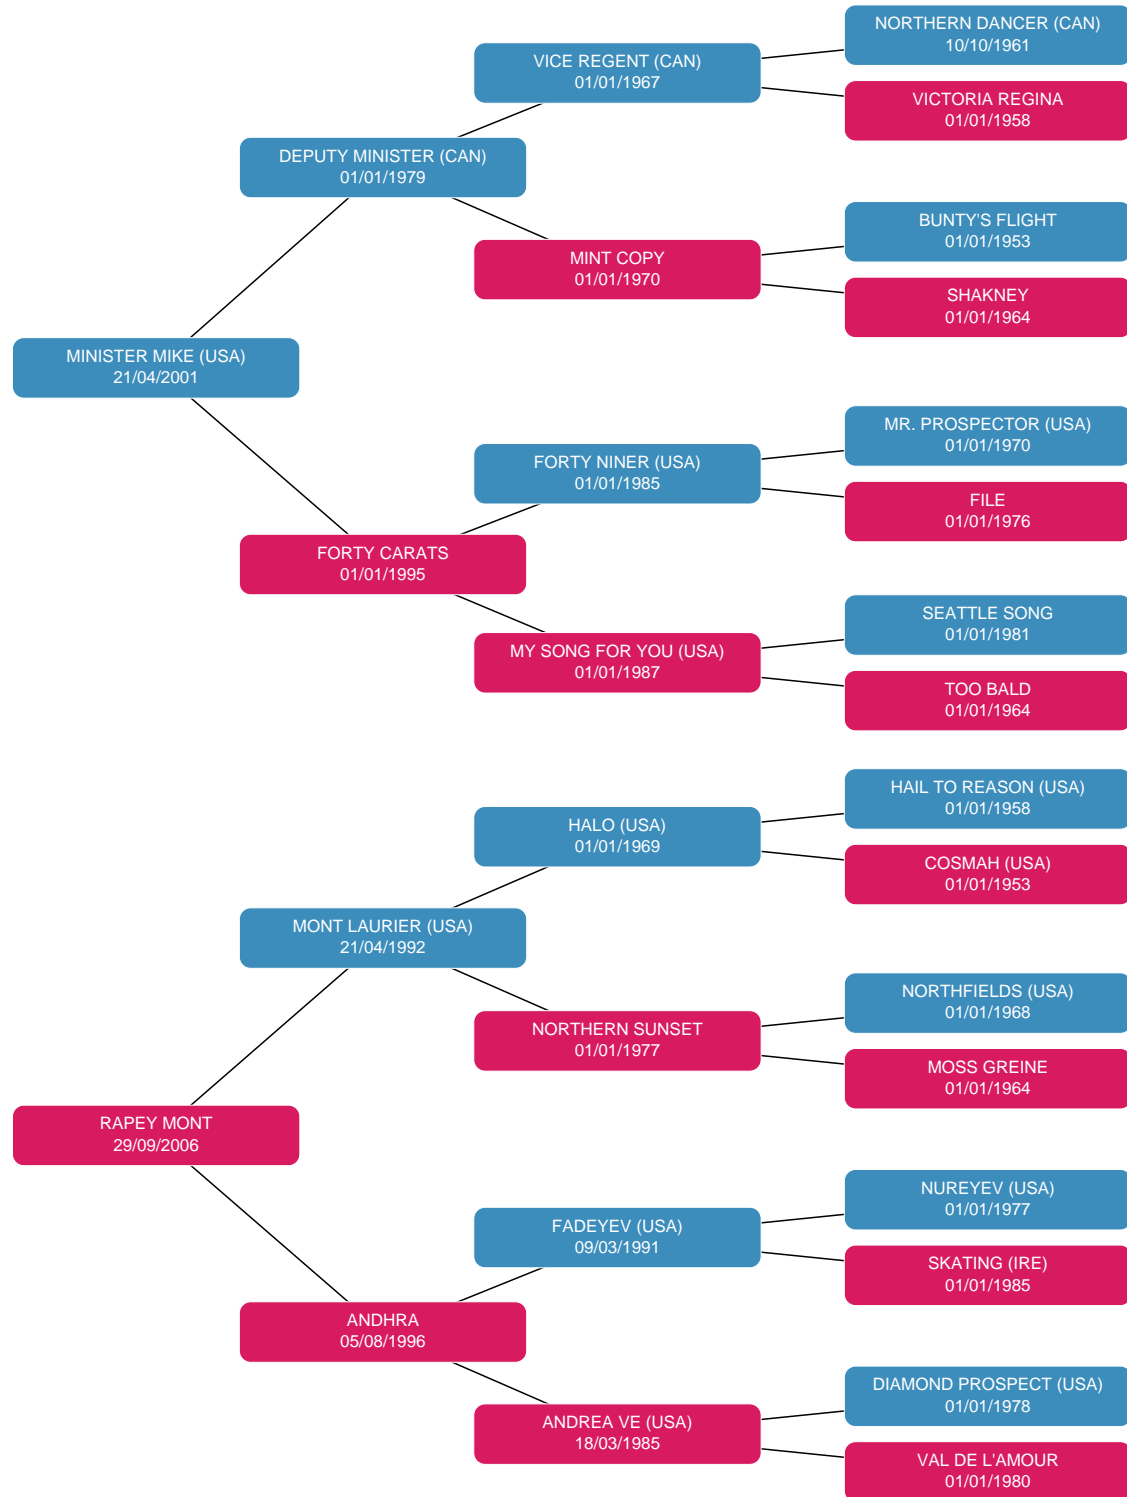 NORTHERN DANCER (CAN)
10/10/1961
VICE REGENT (CAN)
01/01/1967
VICTORIA REGINA
01/01/1958
DEPUTY MINISTER (CAN)
01/01/1979
BUNTY'S FLIGHT
01/01/1953
MINT COPY
01/01/1970
SHAKNEY
01/01/1964
MINISTER MIKE (USA)
21/04/2001
MR. PROSPECTOR (USA)
01/01/1970
FORTY NINER (USA)
01/01/1985
FILE
01/01/1976
FORTY CARATS
01/01/1995
SEATTLE SONG
01/01/1981
MY SONG FOR YOU (USA)
01/01/1987
TOO BALD
01/01/1964
HAIL TO REASON (USA)
01/01/1958
HALO (USA)
01/01/1969
COSMAH (USA)
01/01/1953
MONT LAURIER (USA)
21/04/1992
NORTHFIELDS (USA)
01/01/1968
NORTHERN SUNSET
01/01/1977
MOSS GREINE
01/01/1964
RAPEY MONT
29/09/2006
NUREYEV (USA)
01/01/1977
FADEYEV (USA)
09/03/1991
SKATING (IRE)
01/01/1985
ANDHRA
05/08/1996
DIAMOND PROSPECT (USA)
01/01/1978
ANDREA VE (USA)
18/03/1985
VAL DE L'AMOUR
01/01/1980